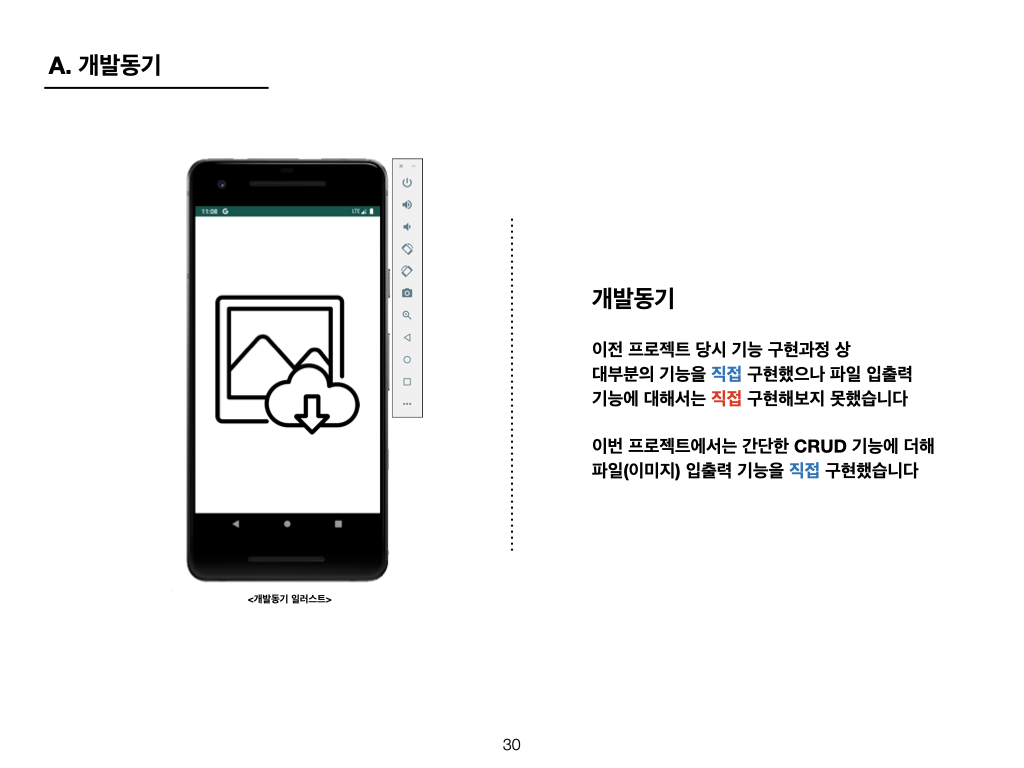 A. 개발동기
11:08 G
LTE
<개발동기 일러스트>
개발동기
이전 프로젝트 당시 기능 구현과정 상
대부분의 기능을 직접 구현했으나 파일 입출력
기능에 대해서는 직접 구현해보지 못했습니다
이번 프로젝트에서는 간단한 CRUD 기능에 더해
파일(이미지) 입출력 기능을 직접 구현했습니다
30